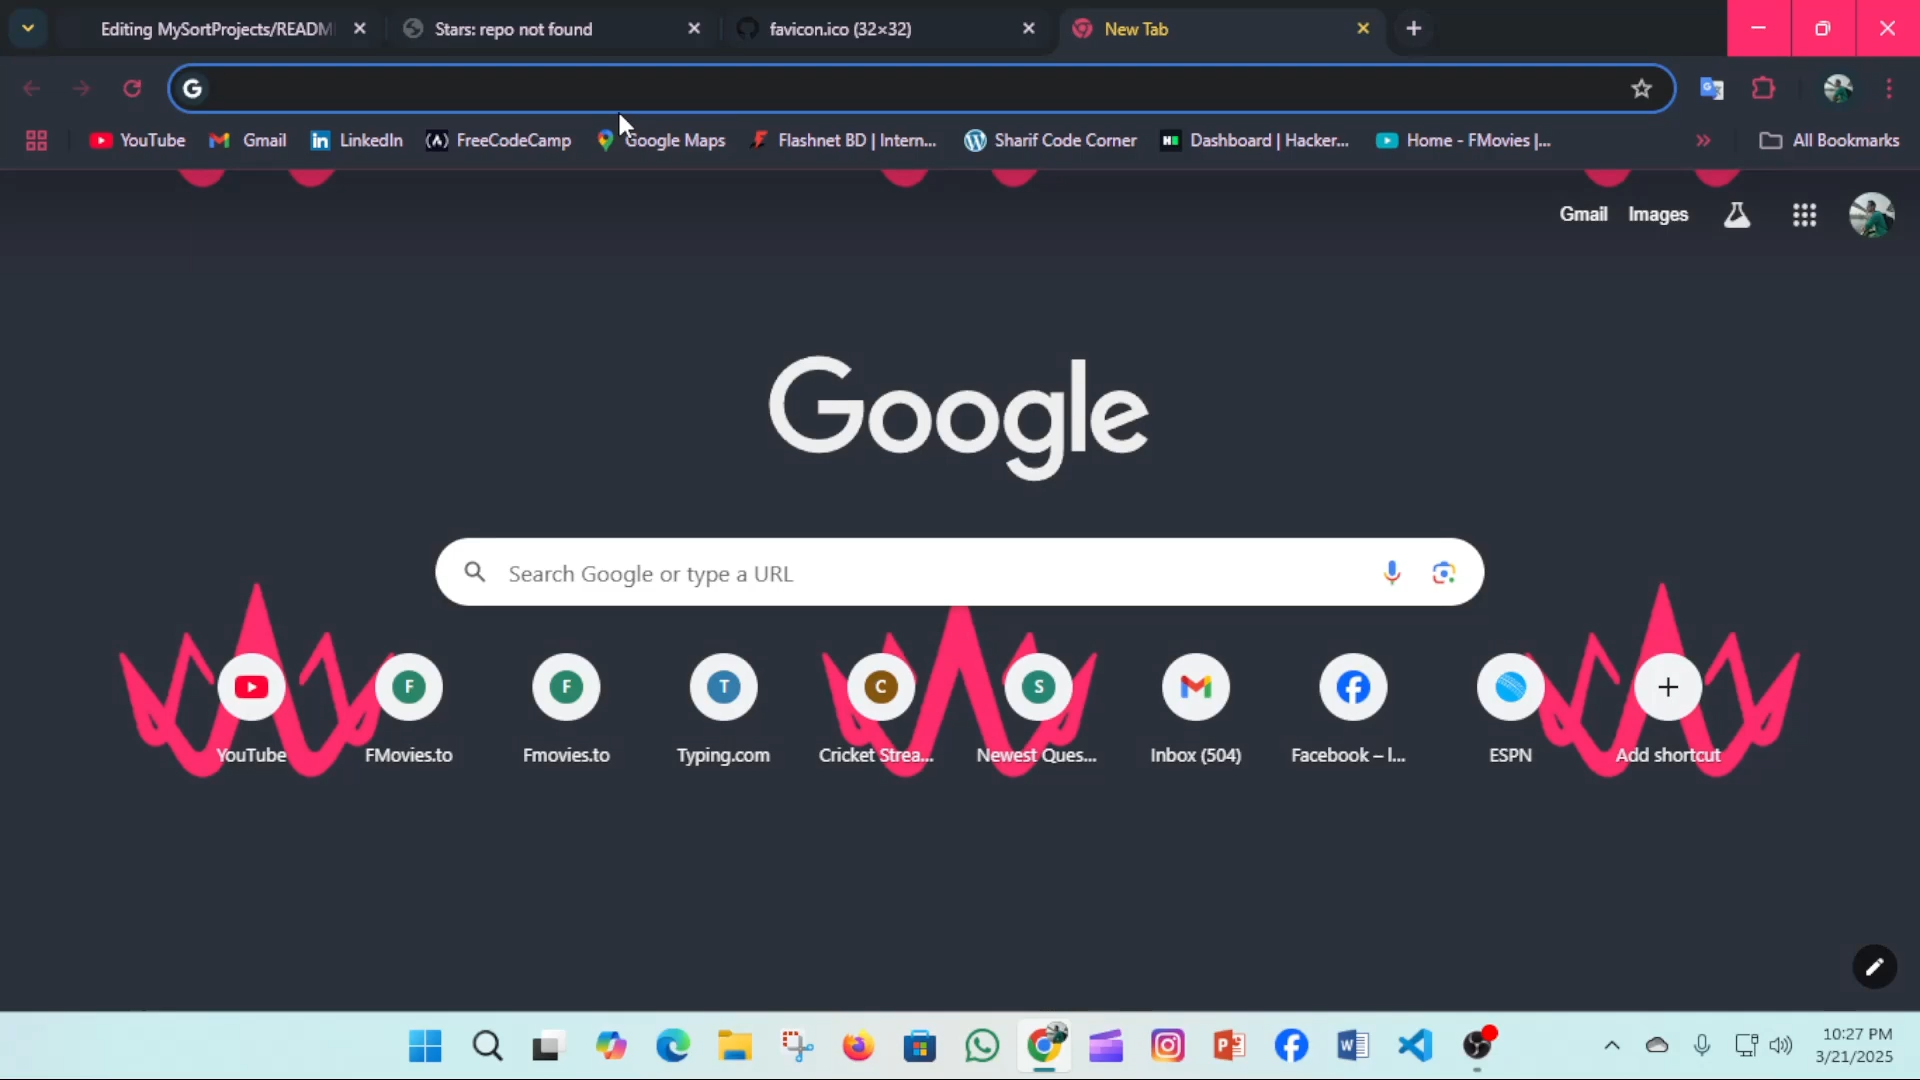 Editing MySortProjects/READM
Stars: repo not found
favicon.ico (32×32)
New Tab
YouTube
Gmail
LinkedIn
FreeCodeCamp
Google Maps
Flashnet BD | Intern...
Sharif Code Corner
Dashboard | Hacker...
Home - FMovies |...
All Bookmarks
Gmail
Images
Google
Search Google or type a URL
YouTube
FMovies.to
Fmovies.to
Typing.com
Cricket Strea...
Newest Ques...
Inbox (504)
Facebook – l...
ESPN
Add shortcut
10:27 PM
3/21/2025